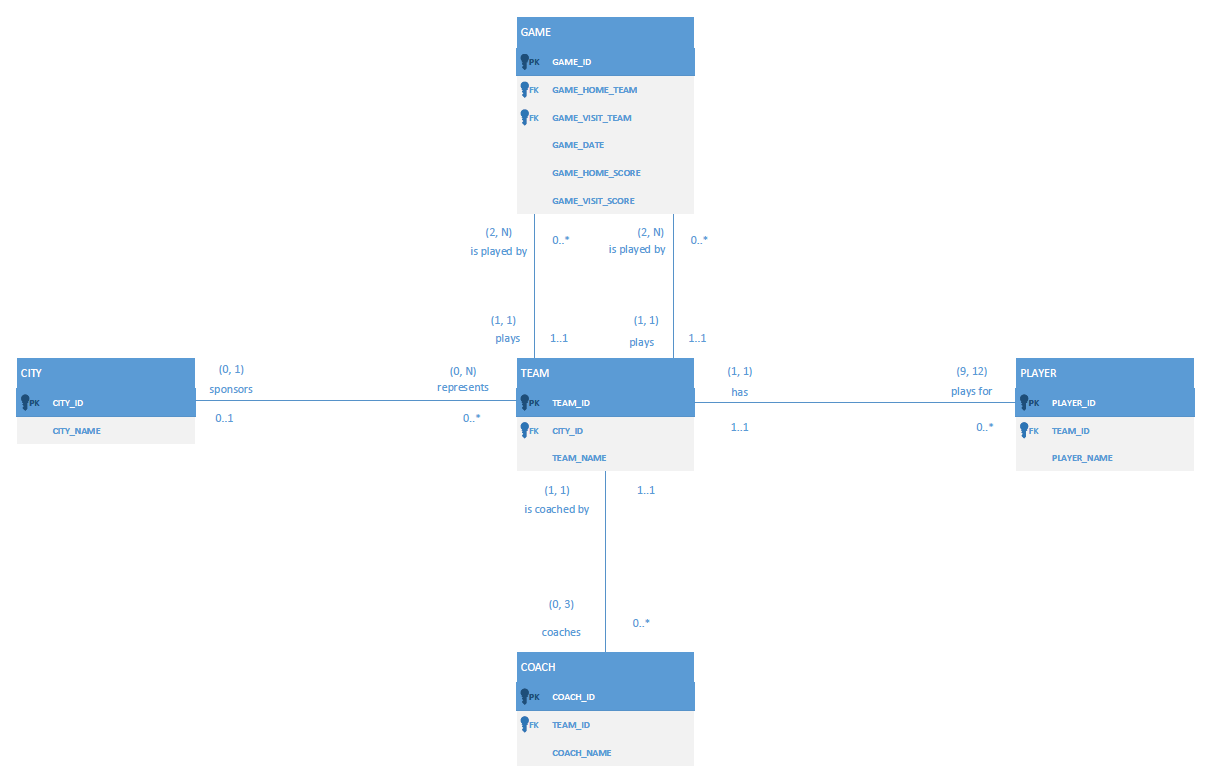 GAME
PK GAME_ID
FK GAME_HOME_TEAM
FK GAME_VISIT_TEAM
GAME_DATE
GAME_HOME_SCORE
GAME_VISIT_SCORE
(2, N)
is played by
0..*
(2, N)
is played by
0..*
(1, 1)
plays
1..1
(1, 1)
plays
1..1
CITY
PK CITY_ID
CITY_NAME
(0, 1)
sponsors
0..1
(0, N)
represents
0..*
TEAM
PK TEAM_ID
FK CITY_ID
TEAM_NAME
(1, 1)
has
1..1
(9, 12)
plays for
0..*
PLAYER
PK PLAYER_ID
FK TEAM_ID
PLAYER_NAME
(1, 1)
is coached by
1..1
(0, 3)
coaches
0..*
COACH
PK COACH_ID
FK TEAM_ID
COACH_NAME